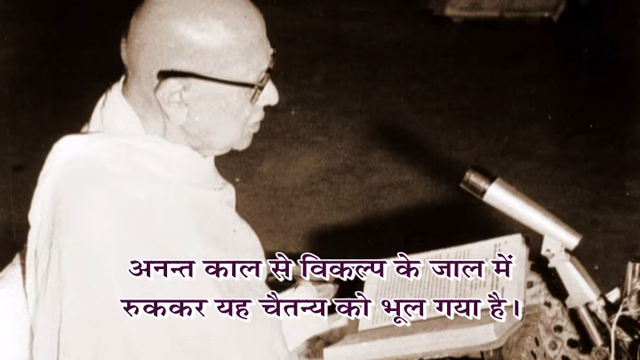 अनन्त काल से विकल्प के जाल में
रुककर यह चैतन्य को भूल गया है।